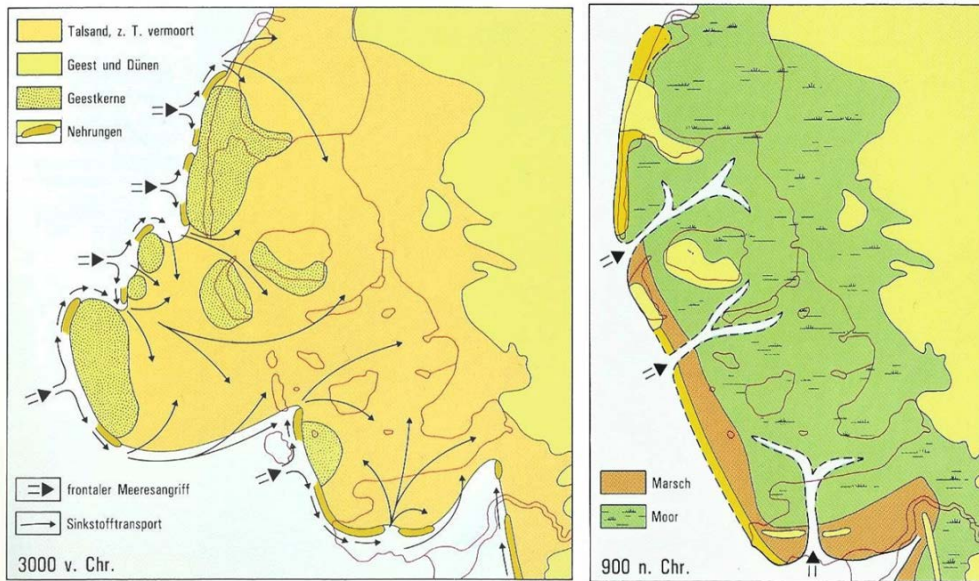 Talsand, z. T. vermoort
Geest und Dünen
Geestkerne
Nehrungen
frontaler Meeresangriff
Sinkstofftransport
3000 v. Chr.
Marsch
Moor
900 n. Chr.